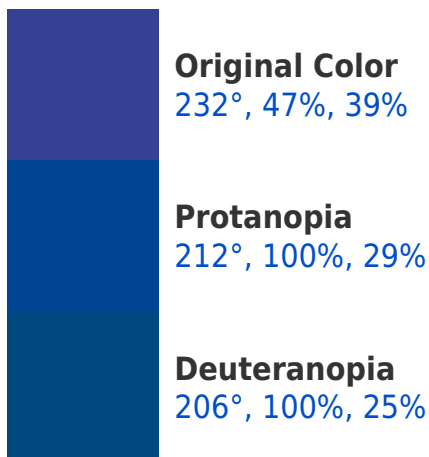 Original Color
232°, 47%, 39%
Protanopia
212°, 100%, 29%
Deuteranopia
206°, 100%, 25%